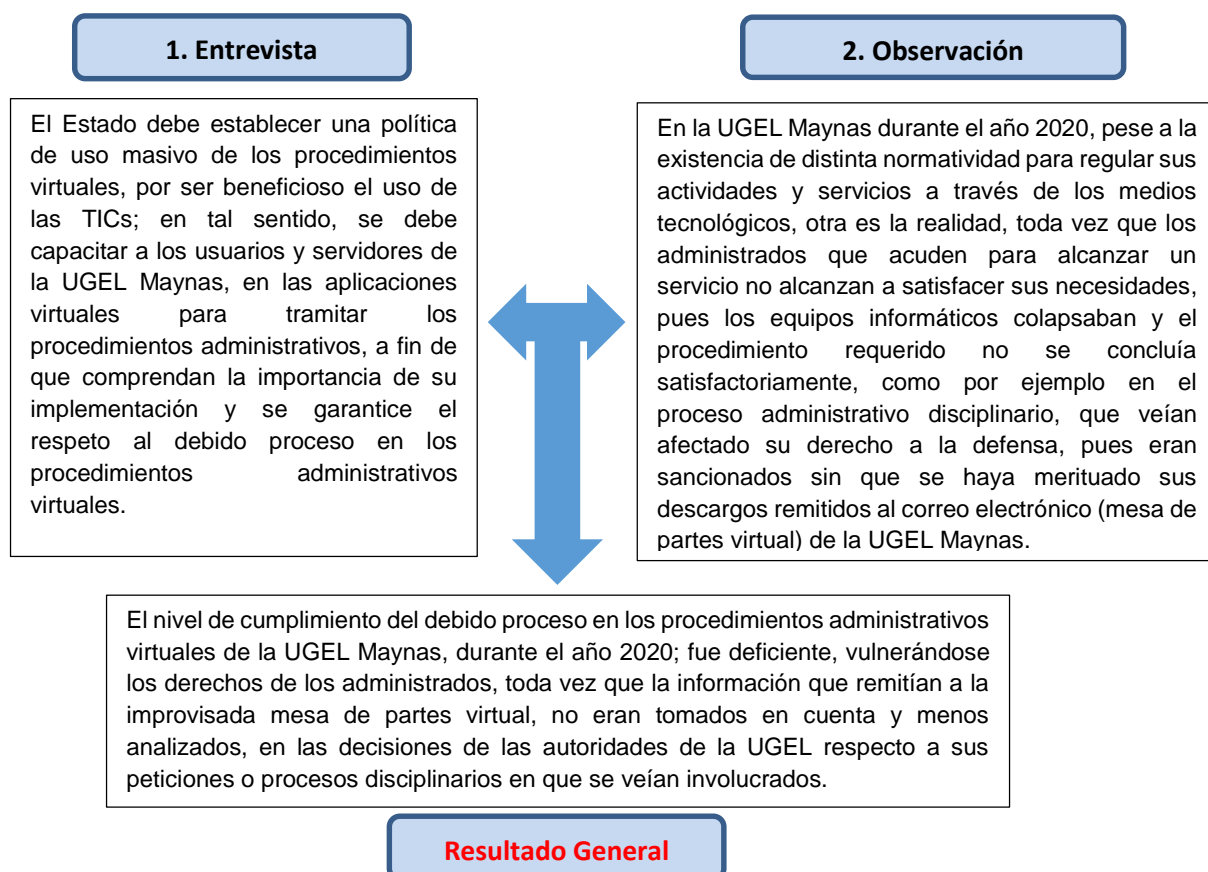 1. Entrevista
El Estado debe establecer una política
de uso masivo de los procedimientos
virtuales, por ser beneficioso el uso de
las TICs; en tal sentido, se debe
capacitar a los usuarios y servidores de
la UGEL Maynas, en las aplicaciones
virtuales para tramitar los
procedimientos administrativos, a fin de
que comprendan la importancia de su
implementación y se garantice el
respeto al debido proceso en los
procedimientos administrativos
virtuales.
2. Observación
En la UGEL Maynas durante el año 2020, pese a la
existencia de distinta normatividad para regular sus
actividades y servicios a través de los medios
tecnológicos, otra es la realidad, toda vez que los
administrados que acuden para alcanzar un
servicio no alcanzan a satisfacer sus necesidades,
pues los equipos informáticos colapsaban y el
procedimiento requerido no se concluía
satisfactoriamente, como por ejemplo en el
proceso administrativo disciplinario, que veían
afectado su derecho a la defensa, pues eran
sancionados sin que se haya merituado sus
descargos remitidos al correo electrónico (mesa de
partes virtual) de la UGEL Maynas.
El nivel de cumplimiento del debido proceso en los procedimientos administrativos
virtuales de la UGEL Maynas, durante el año 2020; fue deficiente, vulnerándose
los derechos de los administrados, toda vez que la información que remitían a la
improvisada mesa de partes virtual, no eran tomados en cuenta y menos
analizados, en las decisiones de las autoridades de la UGEL respecto a sus
peticiones o procesos disciplinarios en que se veían involucrados.
Resultado General